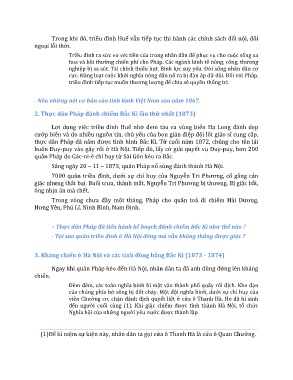 Trong khi đó, triều đình Huế vẫn tiếp tục thi hành các chính sách đối nội, đối
ngoại lỗi thời.
Triều đình ra sức vơ vét tiền của trong nhân dân để phục vụ cho cuộc sống xa
hoa và bồi thường chiến phí cho Pháp. Các ngành kinh tế nông, công, thương
nghiệp bị sa sút. Tài chính thiếu hụt. Binh lực suy yếu. Đời sống nhân dân cơ
cực. Hàng loạt cuộc khởi nghĩa nông dân nổ ra bị đàn áp dữ dội. Đối với Pháp,
triều đình tiếp tục muốn thương lượng để chia sẻ quyền thống trị.
- Nêu những nét cơ bản của tình hình Việt Nam sau năm 1867.
2. Thực dân Pháp đánh chiếm Bắc Kì lần thứ nhất (1873)
Lợi dụng việc triều đình Huế nhờ đem tàu ra vùng biển Hạ Long đánh dẹp
cướp biển và do nhiều nguồn tin, chủ yếu của bọn gián điệp đội lốt giáo sĩ cung cấp,
thực dân Pháp đã nắm được tình hình Bắc Kì. Từ cuối năm 1872, chúng cho tên lái
buôn Đuy-puy vào gây rối ở Hà Nội. Tiếp đó, lấy cớ giải quyết vụ Đuy-puy, hơn 200
quân Pháp do Gác-ni-ê chỉ huy từ Sài Gòn kéo ra Bắc.
Sáng ngày 20 – 11 – 1873, quân Pháp nổ súng đánh thành Hà Nội.
7000 quân triều đình, dưới sự chỉ huy của Nguyễn Tri Phương, cố gắng cản
giặc nhưng thất bại. Buổi trưa, thành mất, Nguyễn Tri Phương bị thương. Bị giặc bắt,
ông nhịn ăn mà chết.
Trong vòng chưa đầy một tháng, Pháp cho quân toả đi chiếm Hải Dương,
Hưng Yên, Phủ Lí, Ninh Bình, Nam Định.
- Thực dân Pháp đã tiến hành kế hoạch đánh chiếm Bắc Kì như thế nào ?
- Tại sao quân triều đình ở Hà Nội đông mà vẫn không thắng được giặc ?
3. Kháng chiến ở Hà Nội và các tỉnh đồng bằng Bắc Kì (1873 - 1874)
Ngay khi quân Pháp kéo đến Hà Nội, nhân dân ta đã anh dũng đứng lên kháng
chiến.
Đêm đêm, các toán nghĩa binh bí mật vào thành phố quấy rối địch. Kho đạn
của chúng phía bờ sông bị đốt cháy. Một đội nghĩa binh, dưới sự chỉ huy của
viên Chưởng cơ, chặn đánh địch quyết liệt ở cửa ô Thanh Hà. Họ đã hi sinh
đến người cuối cùng (1). Khi giặc chiếm được tỉnh thành Hà Nội, tổ chức
Nghĩa hội của những người yêu nước được thành lập.
(1)Để kỉ niệm sự kiện này, nhân dân ta gọi cửa ô Thanh Hà là cửa ô Quan Chưởng.